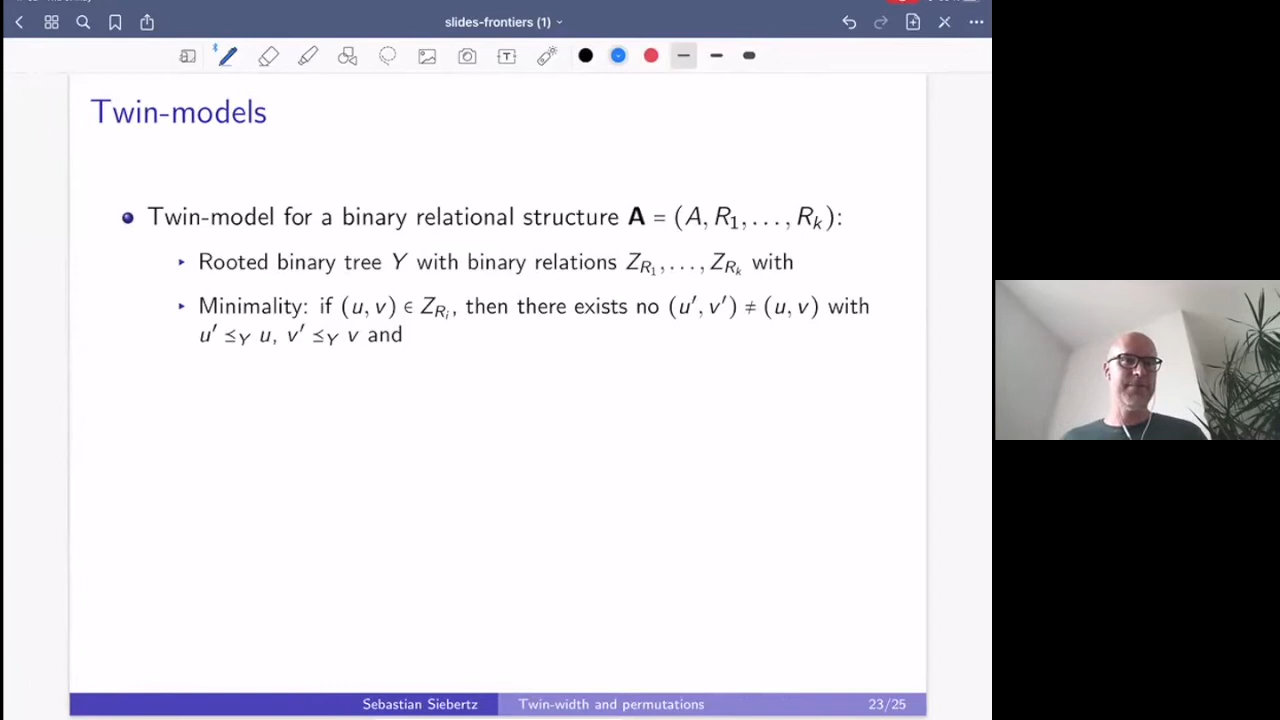 slides-frontiers (1)
Twin-models
Twin-model for a binary relational structure A = (A, R₁, . . . , Rₖ):
Rooted binary tree Y with binary relations Z_{R₁}, . . . , Z_{Rₖ} with
Minimality: if (u, v) ∈ Z_{Rᵢ}, then there exists no (u′, v′) ≠ (u, v) with
u′ ≤_Y u, v′ ≤_Y v and
Sebastian Siebertz
Twin-width and permutations
23/25